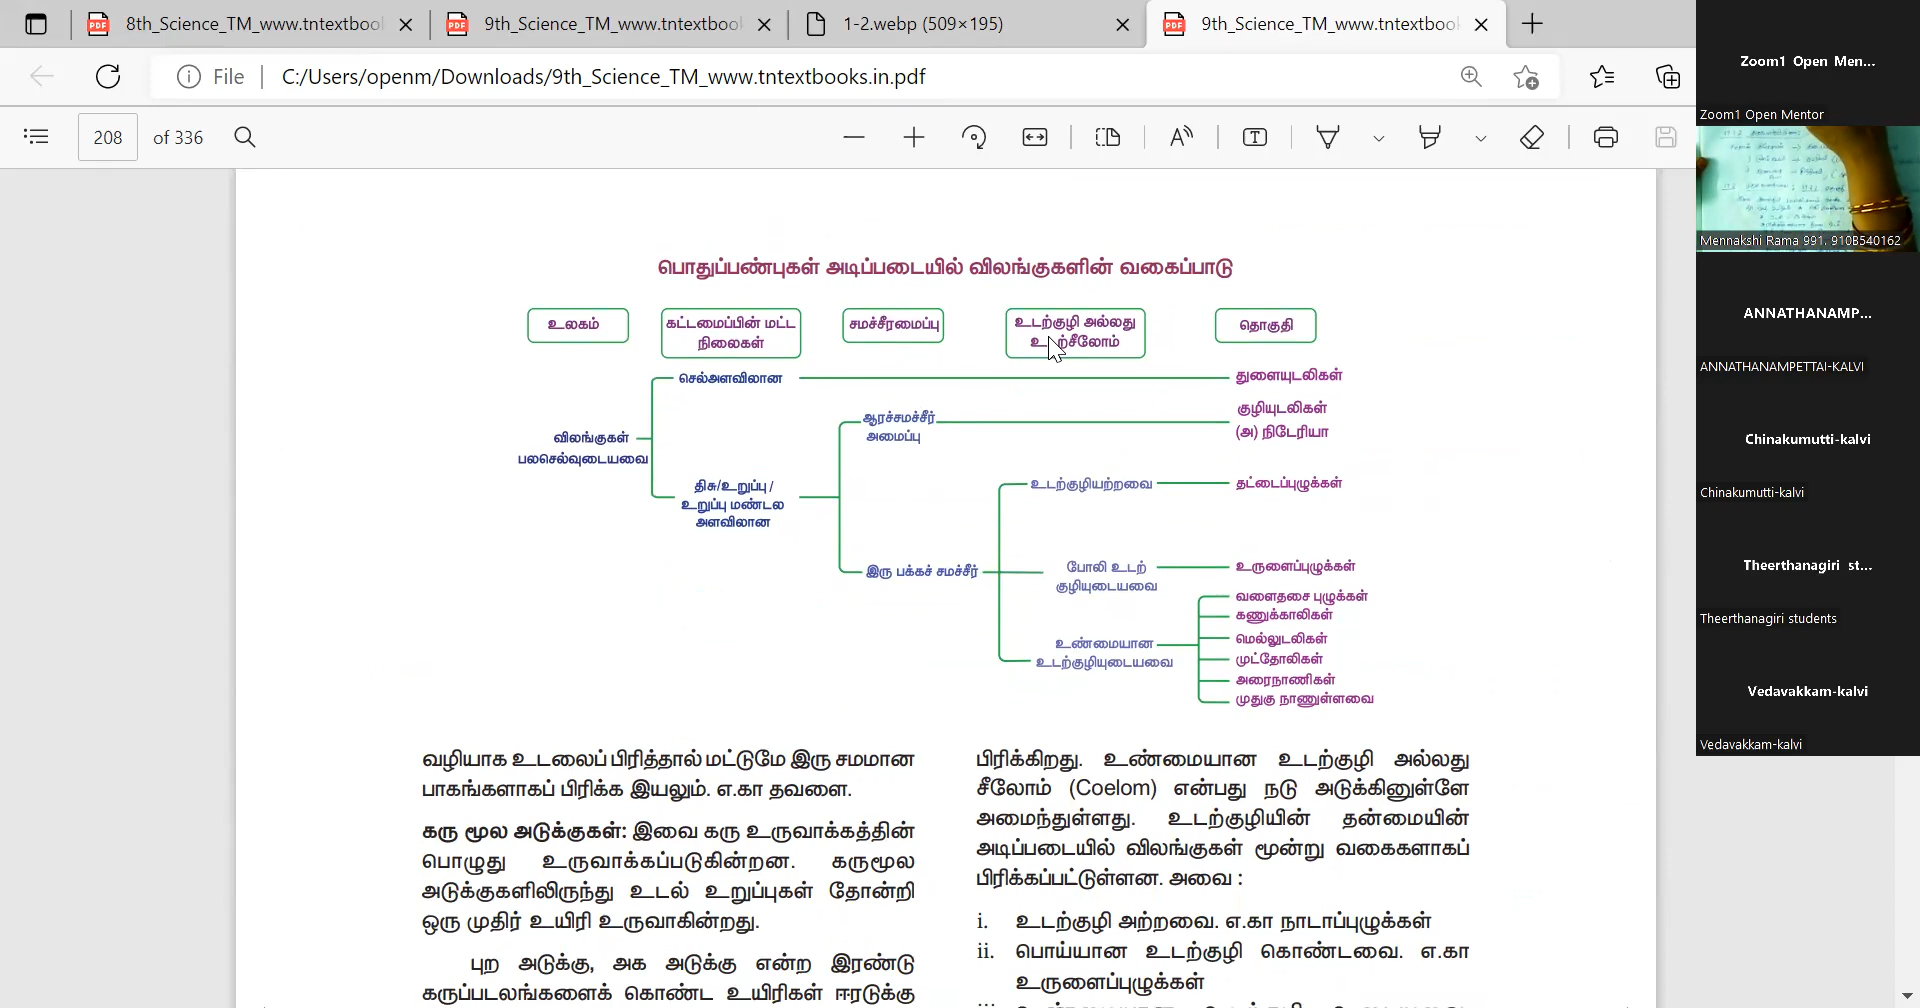 8th_Science_TM_www.tntextbool
9th_Science_TM_www.tntextbook
1-2.webp (509×195)
9th_Science_TM_www.tntextbook
File
C:/Users/openm/Downloads/9th_Science_TM_www.tntextbooks.in.pdf
208 of 336
பொதுப்பண்புகள் அடிப்படையில் விலங்குகளின் வகைப்பாடு
உலகம்
கட்டமைப்பின் மட்ட
நிலைகள்
சமச்சீரமைப்பு
உடற்குழி அல்லது
உடற்சீலோம்
தொகுதி
செல்அளவிலான
துளையுடலிகள்
விலங்குகள்
பலசெல்வுடையவை
ஆரச்சமச்சீர்
அமைப்பு
குழியுடலிகள்
(அ) நிடேரியா
திசு/உறுப்பு /
உறுப்பு மண்டல
அளவிலான
உடற்குழியற்றவை
தட்டைப்புழுக்கள்
இரு பக்கச் சமச்சீர்
போலி உடற்
குழியுடையவை
உருளைப்புழுக்கள்
உண்மையான
உடற்குழியுடையவை
வளைதசை புழுக்கள்
கணுக்காலிகள்
மெல்லுடலிகள்
முட்தோலிகள்
அரைநாணிகள்
முதுகு நாணுள்ளவை
வழியாக உடலைப் பிரித்தால் மட்டுமே இரு சமமான
பாகங்களாகப் பிரிக்க இயலும். எ.கா தவளை.
கரு மூல அடுக்குகள்: இவை கரு உருவாக்கத்தின்
பொழுது உருவாக்கப்படுகின்றன. கருமூல
அடுக்குகளிலிருந்து உடல் உறுப்புகள் தோன்றி
ஒரு முதிர் உயிரி உருவாகின்றது.
புற அடுக்கு, அக அடுக்கு என்ற இரண்டு
கருப்படலங்களைக் கொண்ட உயிரிகள் ஈரடுக்கு
பிரிக்கிறது. உண்மையான உடற்குழி அல்லது
சீலோம் (Coelom) என்பது நடு அடுக்கினுள்ளே
அமைந்துள்ளது. உடற்குழியின் தன்மையின்
அடிப்படையில் விலங்குகள் மூன்று வகைகளாகப்
பிரிக்கப்பட்டுள்ளன. அவை :
i. உடற்குழி அற்றவை. எ.கா நாடாப்புழுக்கள்
ii. பொய்யான உடற்குழி கொண்டவை. எ.கா
உருளைப்புழுக்கள்
Zoom1 Open Men...
Zoom1 Open Mentor
Mennakshi Rama 991. 910B540162
ANNATHANAMP...
ANNATHANAMPETTAI-KALVI
Chinakumutti-kalvi
Chinakumutti-kalvi
Theerthanagiri st...
Theerthanagiri students
Vedavakkam-kalvi
Vedavakkam-kalvi